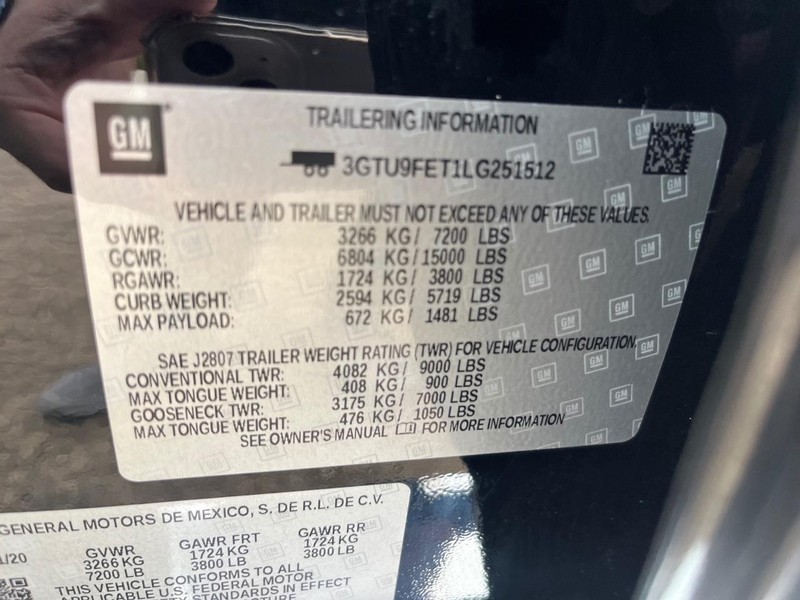 GM
TRAILERING INFORMATION
3GTU9FET1LG251512
VEHICLE AND TRAILER MUST NOT EXCEED ANY OF THESE VALUES.
GVWR: 3266 KG / 7200 LBS
GCWR: 6804 KG / 15000 LBS
RGAWR: 1724 KG / 3800 LBS
CURB WEIGHT: 2594 KG / 5719 LBS
MAX PAYLOAD: 672 KG / 1481 LBS
SAE J2807 TRAILER WEIGHT RATING (TWR) FOR VEHICLE CONFIGURATION.
CONVENTIONAL TWR: 4082 KG / 9000 LBS
MAX TONGUE WEIGHT: 408 KG / 900 LBS
GOOSENECK TWR: 3175 KG / 7000 LBS
MAX TONGUE WEIGHT: 476 KG / 1050 LBS
SEE OWNER'S MANUAL FOR MORE INFORMATION
GENERAL MOTORS DE MEXICO, S. DE R.L. DE C.V.
/20 GVWR GAWR FRT GAWR RR
3266 KG 1724 KG 1724 KG
7200 LB 3800 LB 3800 LB
THIS VEHICLE CONFORMS TO ALL
APPLICABLE U.S. FEDERAL MOTOR
STANDARDS IN EFFECT